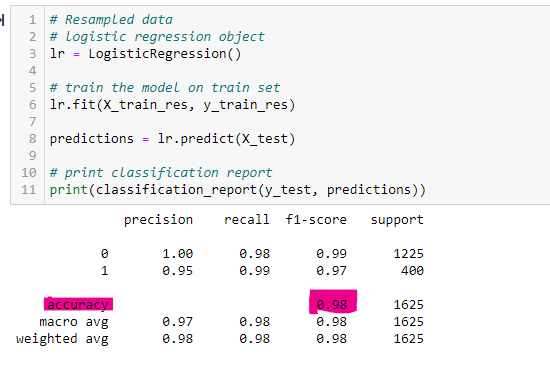 1 # Resampled data
2 # logistic regression object
3 lr = LogisticRegression()
4
5 # train the model on train set
6 lr.fit(X_train_res, y_train_res)
7
8 predictions = lr.predict(X_test)
9
10 # print classification report
11 print(classification_report(y_test, predictions))
precision recall f1-score support
0 1.00 0.98 0.99 1225
1 0.95 0.99 0.97 400
accuracy 0.98 1625
macro avg 0.97 0.98 0.98 1625
weighted avg 0.98 0.98 0.98 1625